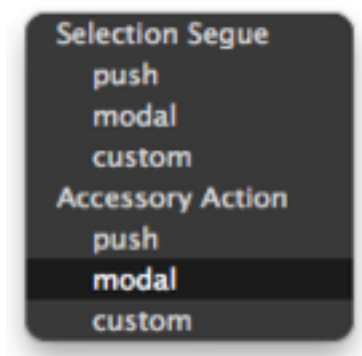 Selection Segue
push
modal
custom
Accessory Action
push
modal
custom